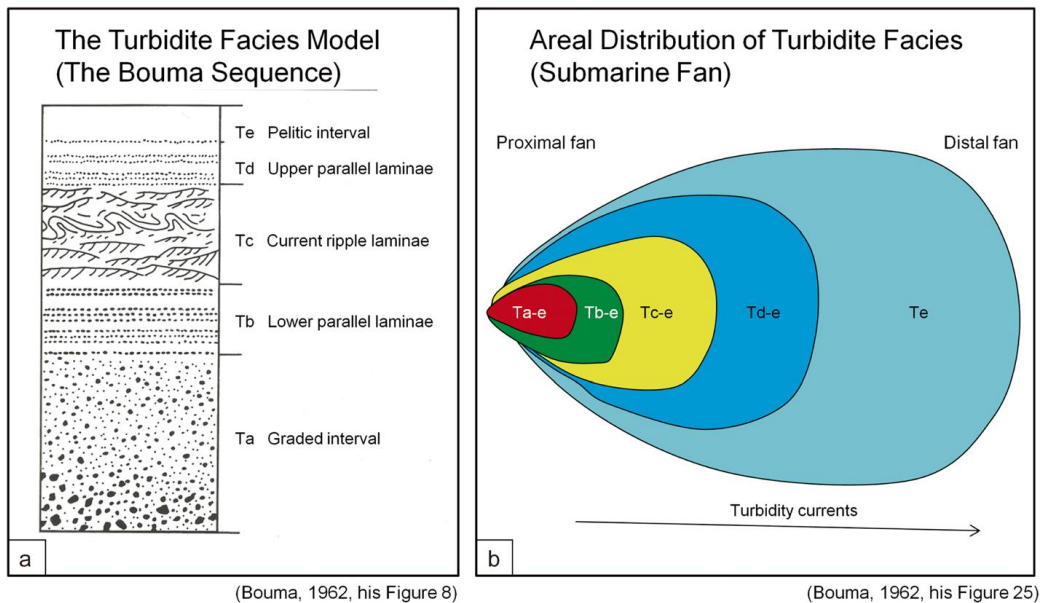 The Turbidite Facies Model
(The Bouma Sequence)
Te Pelitic interval
Td Upper parallel laminae
Tc Current ripple laminae
Tb Lower parallel laminae
Ta Graded interval
a
(Bouma, 1962, his Figure 8)
Areal Distribution of Turbidite Facies
(Submarine Fan)
Proximal fan
Distal fan
Ta-e
Tb-e
Tc-e
Td-e
Te
Turbidity currents
b
(Bouma, 1962, his Figure 25)